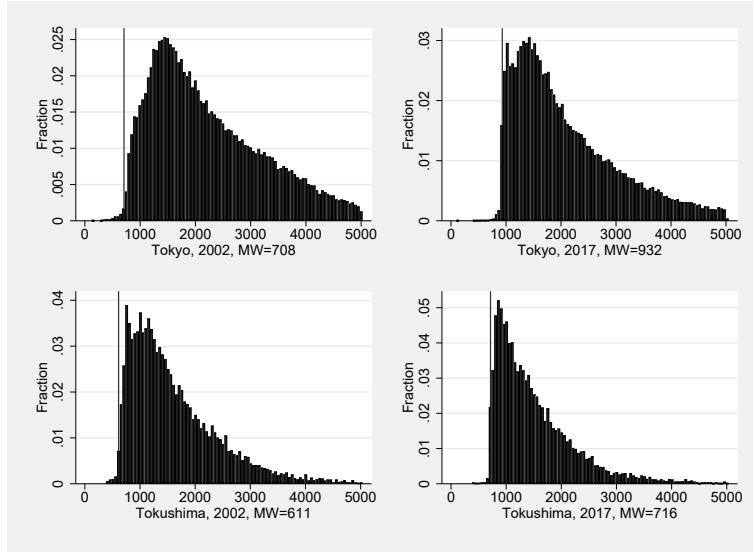 Fraction
0 .005 .01 .015 .02 .025
0 1000 2000 3000 4000 5000
Tokyo, 2002, MW=708
Fraction
0 .01 .02 .03
0 1000 2000 3000 4000 5000
Tokyo, 2017, MW=932
Fraction
0 .01 .02 .03 .04
0 1000 2000 3000 4000 5000
Tokushima, 2002, MW=611
Fraction
0 .01 .02 .03 .04 .05
0 1000 2000 3000 4000 5000
Tokushima, 2017, MW=716